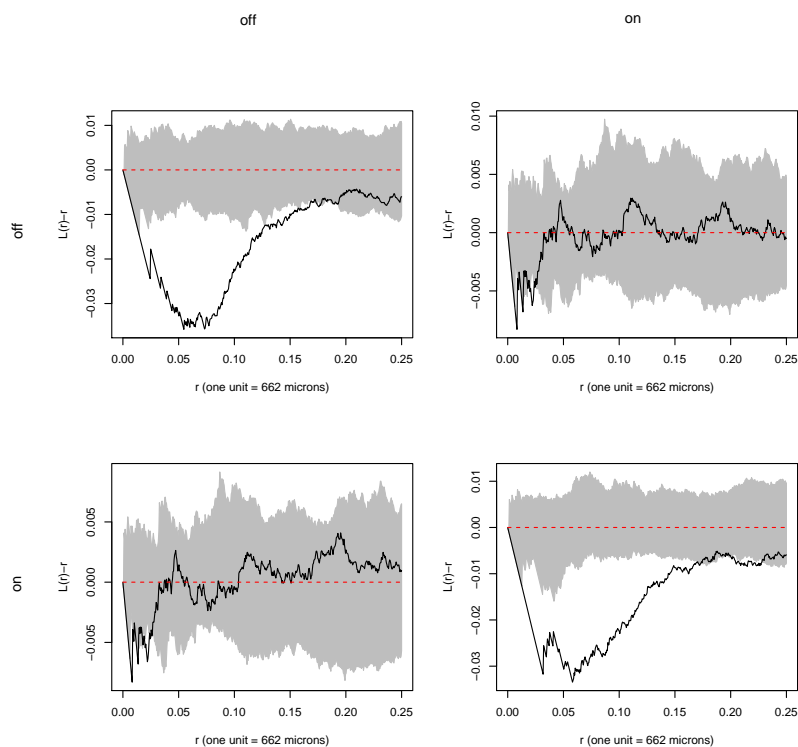 off
on
off
on
L(r)−r
0.01
0.00
−0.01
−0.02
−0.03
0.00 0.05 0.10 0.15 0.20 0.25
r (one unit = 662 microns)
L(r)−r
0.010
0.005
0.000
−0.005
0.00 0.05 0.10 0.15 0.20 0.25
r (one unit = 662 microns)
L(r)−r
0.005
0.000
−0.005
0.00 0.05 0.10 0.15 0.20 0.25
r (one unit = 662 microns)
L(r)−r
0.01
0.00
−0.01
−0.02
−0.03
0.00 0.05 0.10 0.15 0.20 0.25
r (one unit = 662 microns)